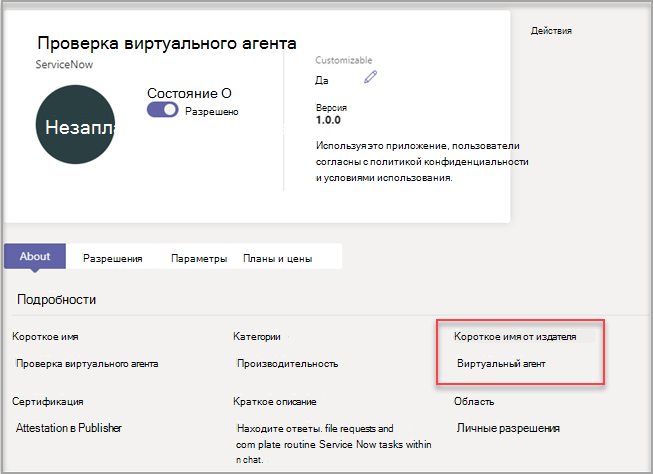 Проверка виртуального агента
ServiceNow
Состояние О
Разрешено
Customizable
Да
Версия
1.0.0
Используя это приложение, пользователи
согласны с политикой конфиденциальности
и условиями использования.
Действия
About
Разрешения
Параметры
Планы и цены
Подробности
Короткое имя
Проверка виртуального агента
Категории
Производительность
Короткое имя от издателя
Виртуальный агент
Сертификация
Attestation в Publisher
Краткое описание
Находите ответы. file requests and
com plate routine Service Now tasks within
n chat.
Область
Личные разрешения